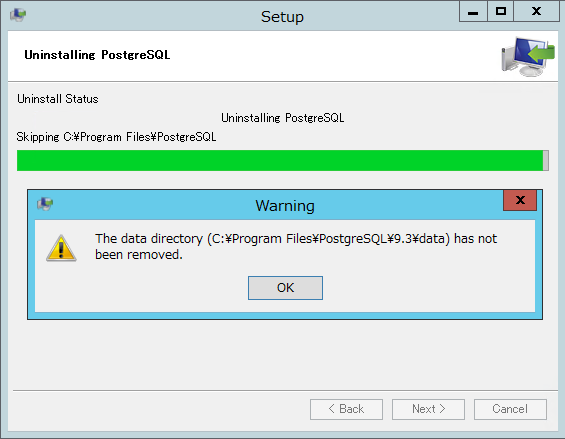 Setup
Uninstalling PostgreSQL
Uninstall Status
Uninstalling PostgreSQL
Skipping C:¥Program Files¥PostgreSQL
Warning
The data directory (C:¥Program Files¥PostgreSQL¥9.3¥data) has not
been removed.
OK
< Back
Next >
Cancel